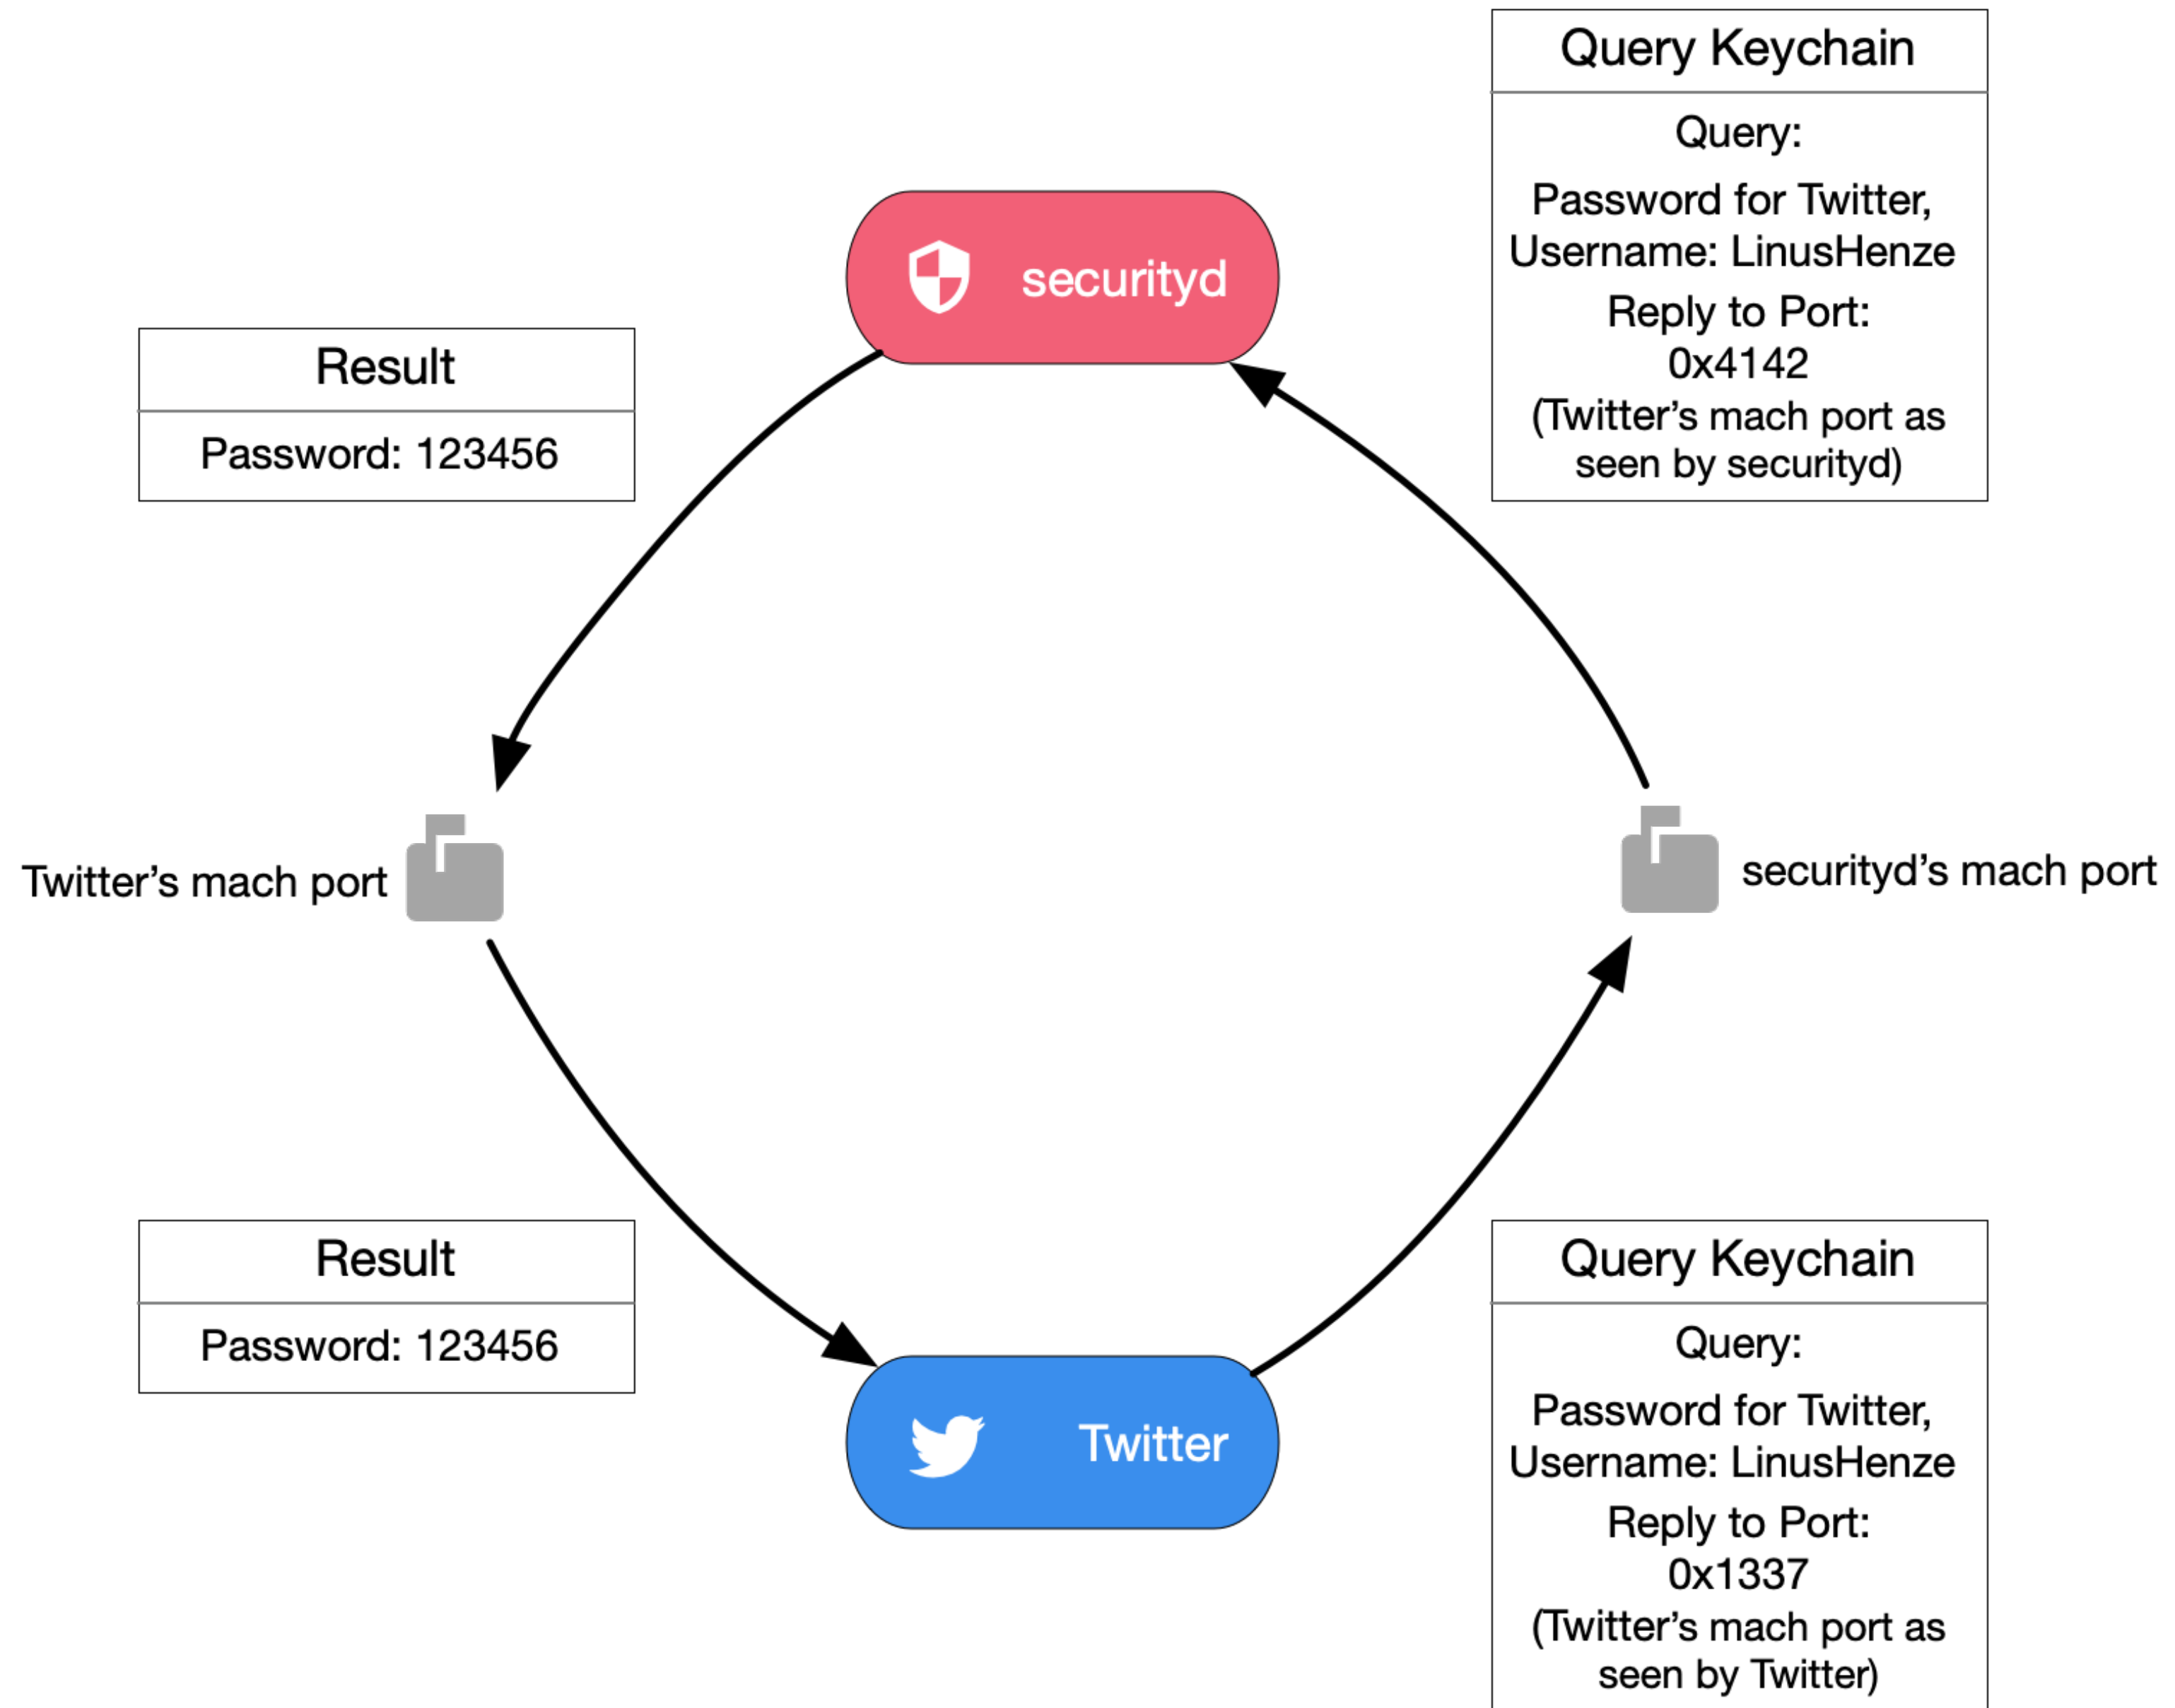 Query Keychain
Query:
Password for Twitter,
Username: LinusHenze
Reply to Port:
0x4142
(Twitter’s mach port as
seen by securityd)
securityd
Result
Password: 123456
Twitter’s mach port
securityd’s mach port
Result
Password: 123456
Twitter
Query Keychain
Query:
Password for Twitter,
Username: LinusHenze
Reply to Port:
0x1337
(Twitter’s mach port as
seen by Twitter)